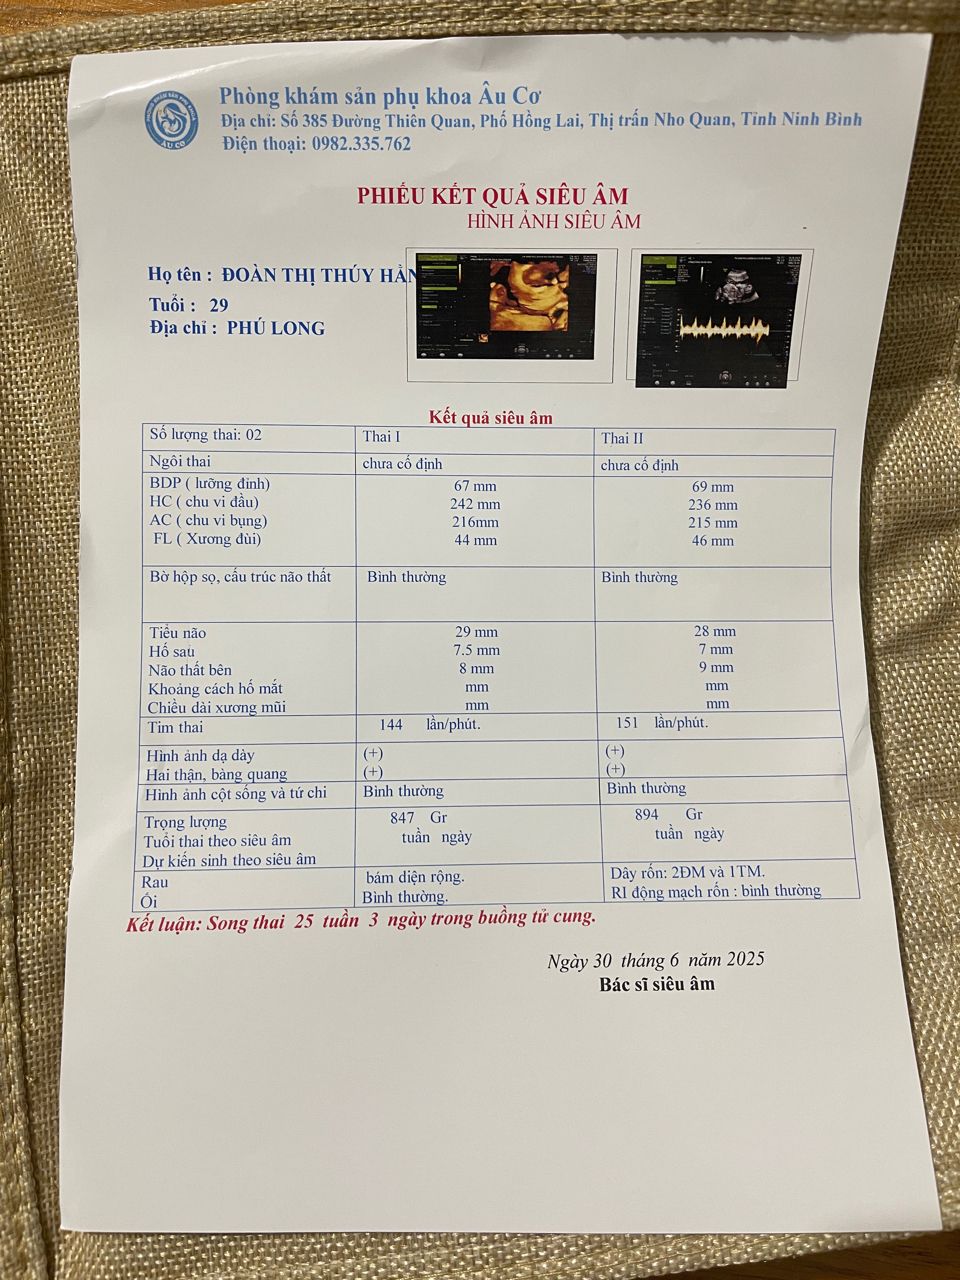 Phòng khám sản phụ khoa Âu Cơ
Địa chỉ: Số 385 Đường Thiên Quan, Phố Hồng Lai, Thị trấn Nho Quan, Tỉnh Ninh Bình
Điện thoại: 0982.335.762
ÂU CƠ
PHIẾU KẾT QUẢ SIÊU ÂM
HÌNH ẢNH SIÊU ÂM
Họ tên : ĐOÀN THỊ THÚY HẰN
Tuổi : 29
Địa chỉ : PHÚ LONG
Kết quả siêu âm
Số lượng thai: 02 Thai I Thai II
Ngôi thai chưa cố định chưa cố định
BDP ( lưỡng đỉnh) 67 mm 69 mm
HC ( chu vi đầu) 242 mm 236 mm
AC ( chu vi bụng) 216mm 215 mm
FL ( Xương đùi) 44 mm 46 mm
Bờ hộp sọ, cấu trúc não thất Bình thường Bình thường
Tiểu não 29 mm 28 mm
Hố sau 7.5 mm 7 mm
Não thất bên 8 mm 9 mm
Khoảng cách hố mắt mm mm
Chiều dài xương mũi mm mm
Tim thai 144 lần/phút. 151 lần/phút.
Hình ảnh dạ dày (+) (+)
Hai thận, bàng quang (+) (+)
Hình ảnh cột sống và tứ chi Bình thường Bình thường
Trọng lượng 847 Gr 894 Gr
Tuổi thai theo siêu âm tuần ngày tuần ngày
Dự kiến sinh theo siêu âm
Rau bám diện rộng. Dây rốn: 2ĐM và 1TM.
Ối Bình thường. RI động mạch rốn : bình thường
Kết luận: Song thai 25 tuần 3 ngày trong buồng tử cung.
Ngày 30 tháng 6 năm 2025
Bác sĩ siêu âm